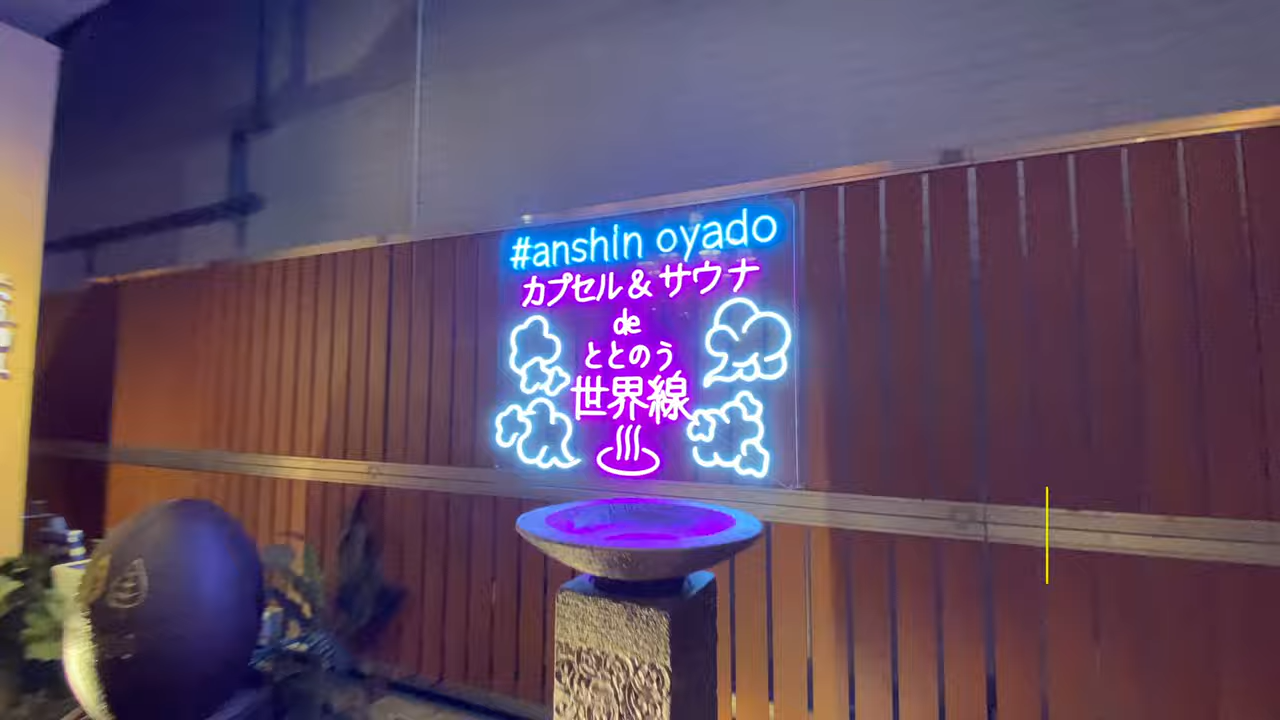 #anshin oyado
カプセル&サウナ
de
ととのう
世界線